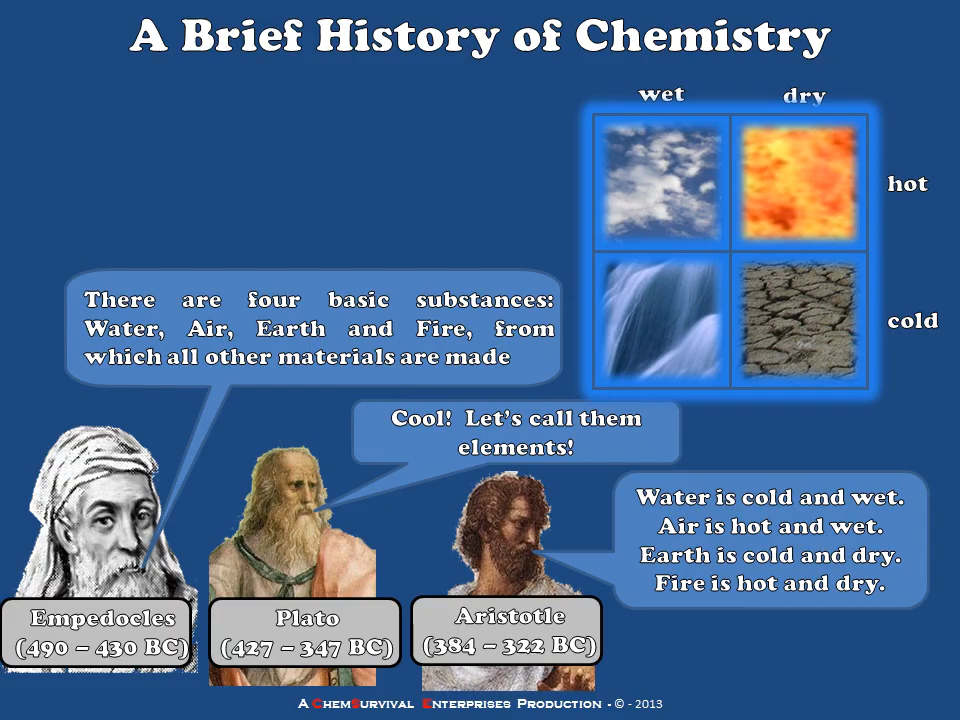 A Brief History of Chemistry
wet dry
hot
cold
There are four basic substances:
Water, Air, Earth and Fire, from
which all other materials are made
Cool! Let's call them
elements!
Water is cold and wet.
Air is hot and wet.
Earth is cold and dry.
Fire is hot and dry.
Empedocles
(490 – 430 BC)
Plato
(427 – 347 BC)
Aristotle
(384 – 322 BC)
A ChemSurvival Enterprises Production - © - 2013